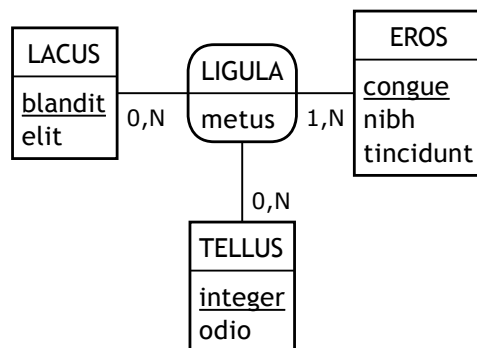 LACUS
blandit
elit
0,N
LIGULA
metus
1,N
EROS
congue
nibh
tincidunt
0,N
TELLUS
integer
odio